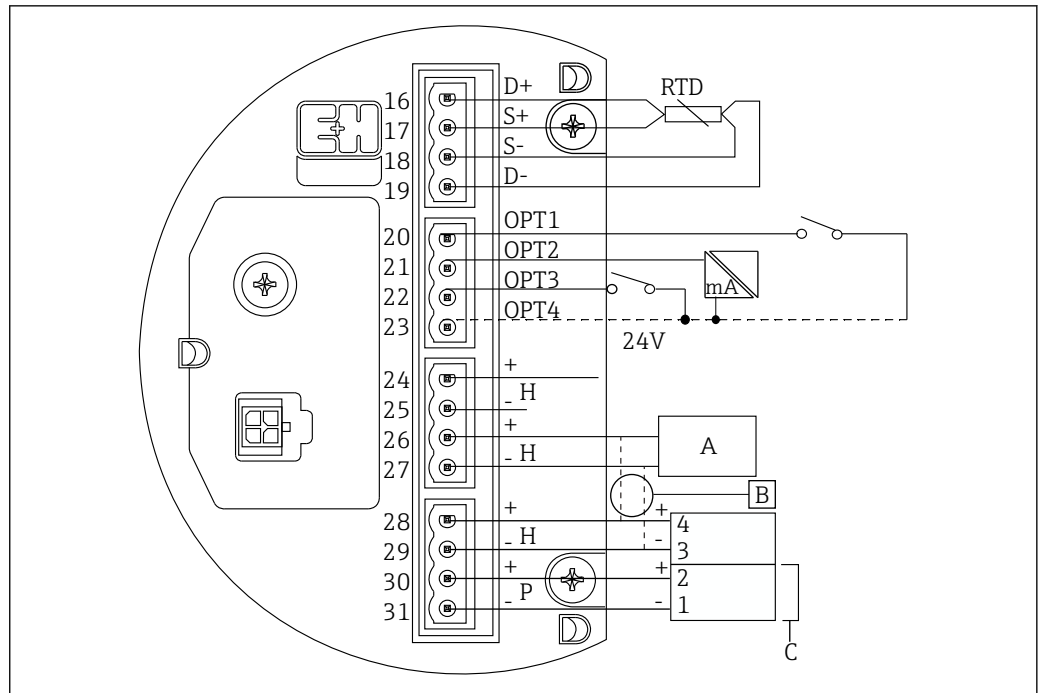 16 D+ RTD
17 S+
18 S-
19 D-
20 OPT1
21 OPT2
22 OPT3 mA
23 OPT4
24V
24 +
H
25 -
26 +
A
27 - H
B
28 + + 4
29 - H - 3
30 + + 2
P
31 - - 1
C